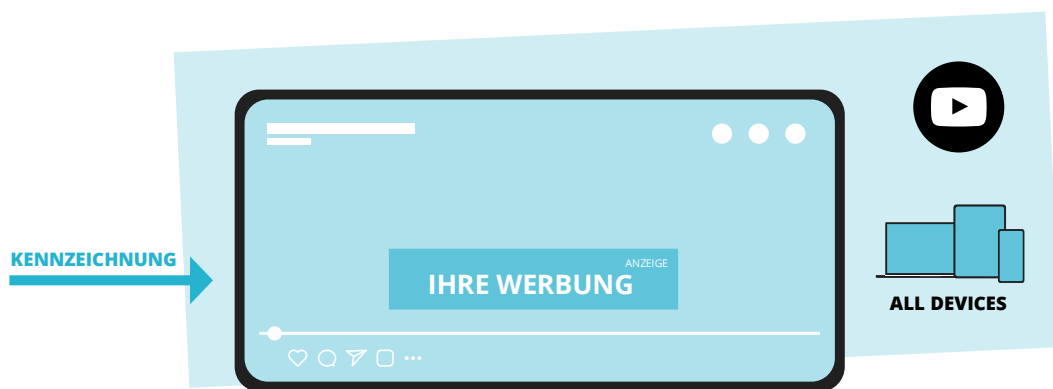 KENNZEICHNUNG
ANZEIGE
IHRE WERBUNG
ALL DEVICES